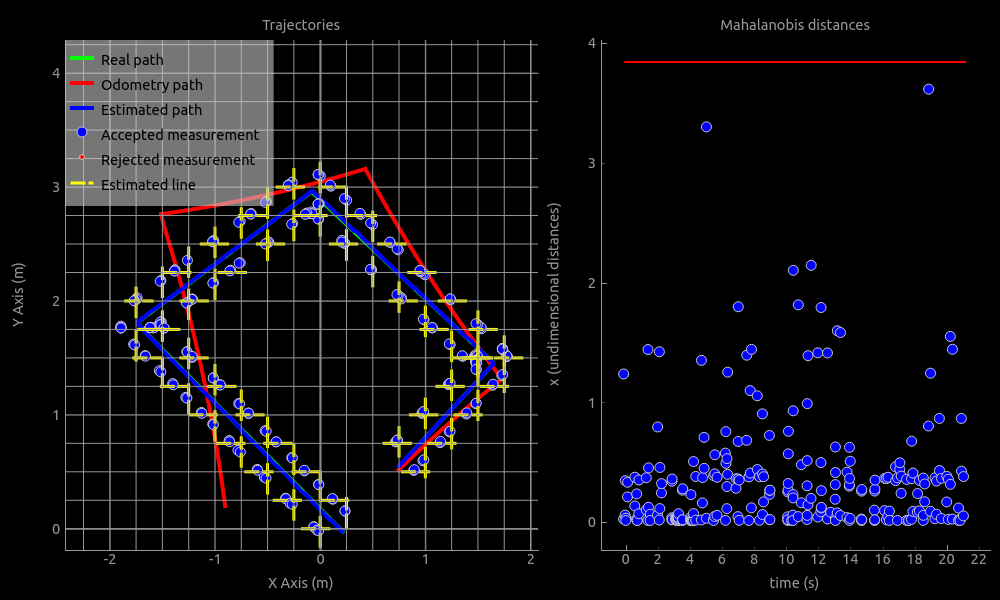 Trajectories
Real path
Odometry path
Estimated path
Accepted measurement
Rejected measurement
Estimated line
4
3
2
1
0
-2
-1
0
1
2
Y Axis (m)
X Axis (m)
Mahalanobis distances
4
3
2
1
0
0
2
4
6
8
10
12
14
16
18
20
22
x (undimensional distances)
time (s)